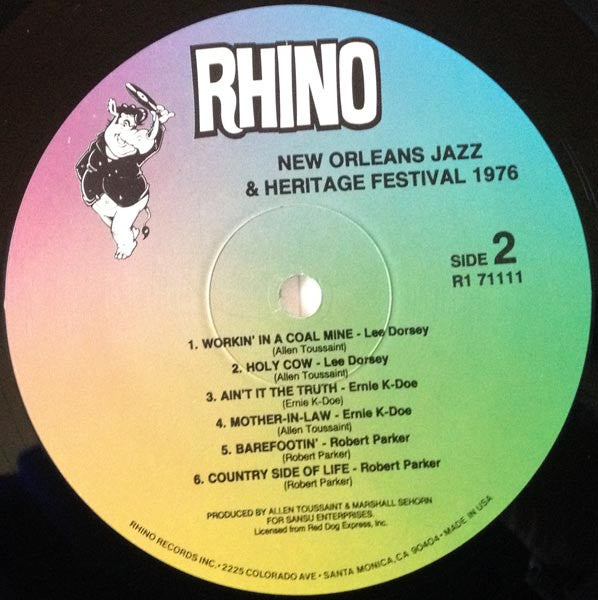 RHINO
NEW ORLEANS JAZZ
& HERITAGE FESTIVAL 1976
SIDE 2
R1 71111
1. WORKIN' IN A COAL MINE - Lee Dorsey
(Allen Toussaint)
2. HOLY COW - Lee Dorsey
(Allen Toussaint)
3. AIN'T IT THE TRUTH - Ernie K-Doe
(Ernie K-Doe)
4. MOTHER-IN-LAW - Ernie K-Doe
(Allen Toussaint)
5. BAREFOOTIN' - Robert Parker
(Robert Parker)
6. COUNTRY SIDE OF LIFE - Robert Parker
(Robert Parker)
PRODUCED BY ALLEN TOUSSAINT & MARSHALL SEHORN
FOR SANSU ENTERPRISES.
Licensed from Red Dog Express, Inc.
RHINO RECORDS INC. • 2225 COLORADO AVE • SANTA MONICA, CA 90404 • MADE IN USA